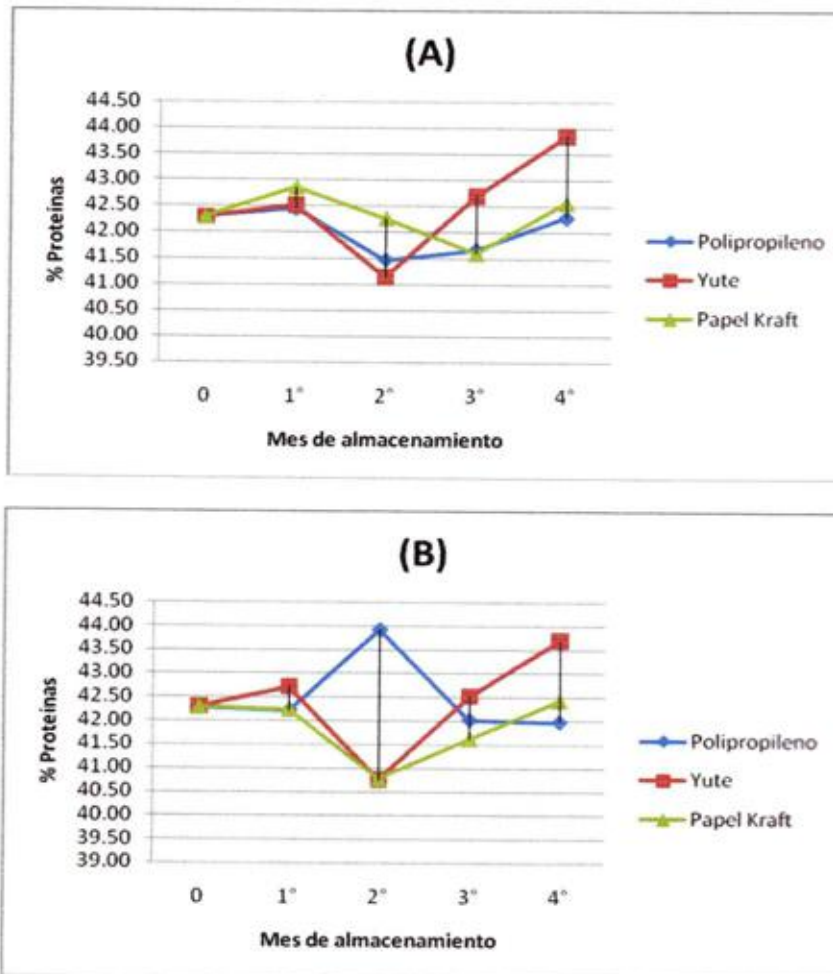 (A)
44.50
44.00
43.50
43.00
42.50
42.00
41.50
41.00
40.50
40.00
39.50
% Proteínas
0 1° 2° 3° 4°
Mes de almacenamiento
Polipropileno
Yute
Papel Kraft
(B)
44.50
44.00
43.50
43.00
42.50
42.00
41.50
41.00
40.50
40.00
39.50
39.00
% Proteínas
0 1° 2° 3° 4°
Mes de almacenamiento
Polipropileno
Yute
Papel Kraft